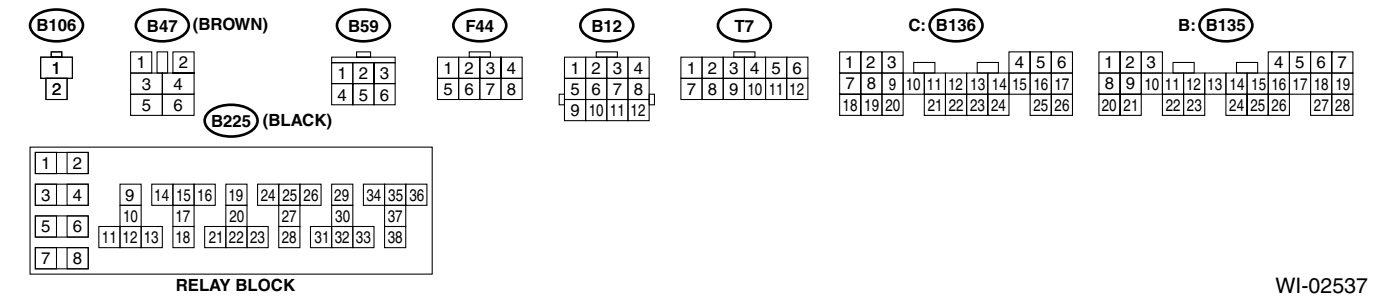 B106 B47 (BROWN) B59 F44 B12 T7 C: B136 B: B135
1 1 2 1 2 3 1 2 3 4 1 2 3 4 1 2 3 4 5 6 1 2 3 4 5 6 1 2 3 4 5 6 7
2 3 4 4 5 6 5 6 7 8 5 6 7 8 7 8 9 10 11 12 7 8 9 10 11 12 13 14 15 16 17 8 9 10 11 12 13 14 15 16 17 18 19
5 6 9 10 11 12 18 19 20 21 22 23 24 25 26 20 21 22 23 24 25 26 27 28
B225 (BLACK)
1 2
3 4 9 14 15 16 19 24 25 26 29 34 35 36
10 17 20 27 30 37
5 6 11 12 13 18 21 22 23 28 31 32 33 38
7 8
RELAY BLOCK
WI-02537